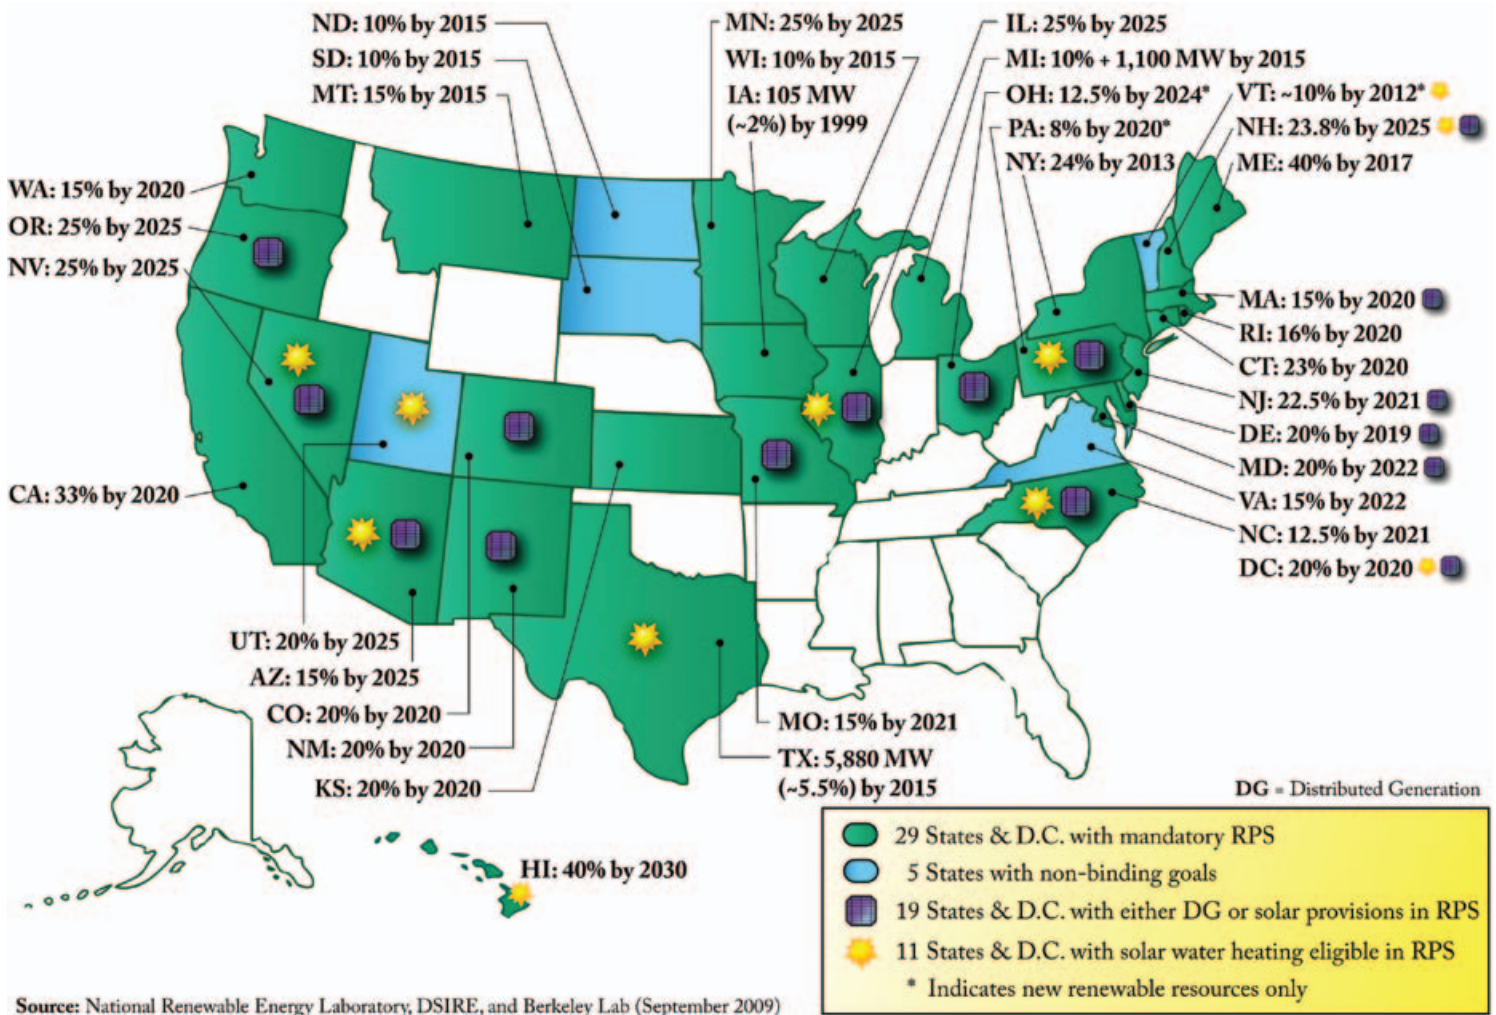 ND: 10% by 2015
SD: 10% by 2015
MT: 15% by 2015
MN: 25% by 2025
WI: 10% by 2015
IA: 105 MW
(~2%) by 1999
IL: 25% by 2025
MI: 10% + 1,100 MW by 2015
OH: 12.5% by 2024*
PA: 8% by 2020*
NY: 24% by 2013
VT: ~10% by 2012*
NH: 23.8% by 2025
ME: 40% by 2017
WA: 15% by 2020
OR: 25% by 2025
NV: 25% by 2025
CA: 33% by 2020
MA: 15% by 2020
RI: 16% by 2020
CT: 23% by 2020
NJ: 22.5% by 2021
DE: 20% by 2019
MD: 20% by 2022
VA: 15% by 2022
NC: 12.5% by 2021
DC: 20% by 2020
UT: 20% by 2025
AZ: 15% by 2025
CO: 20% by 2020
NM: 20% by 2020
KS: 20% by 2020
MO: 15% by 2021
TX: 5,880 MW
(~5.5%) by 2015
HI: 40% by 2030
DG = Distributed Generation
29 States & D.C. with mandatory RPS
5 States with non-binding goals
19 States & D.C. with either DG or solar provisions in RPS
11 States & D.C. with solar water heating eligible in RPS
* Indicates new renewable resources only
Source: National Renewable Energy Laboratory, DSIRE, and Berkeley Lab (September 2009)